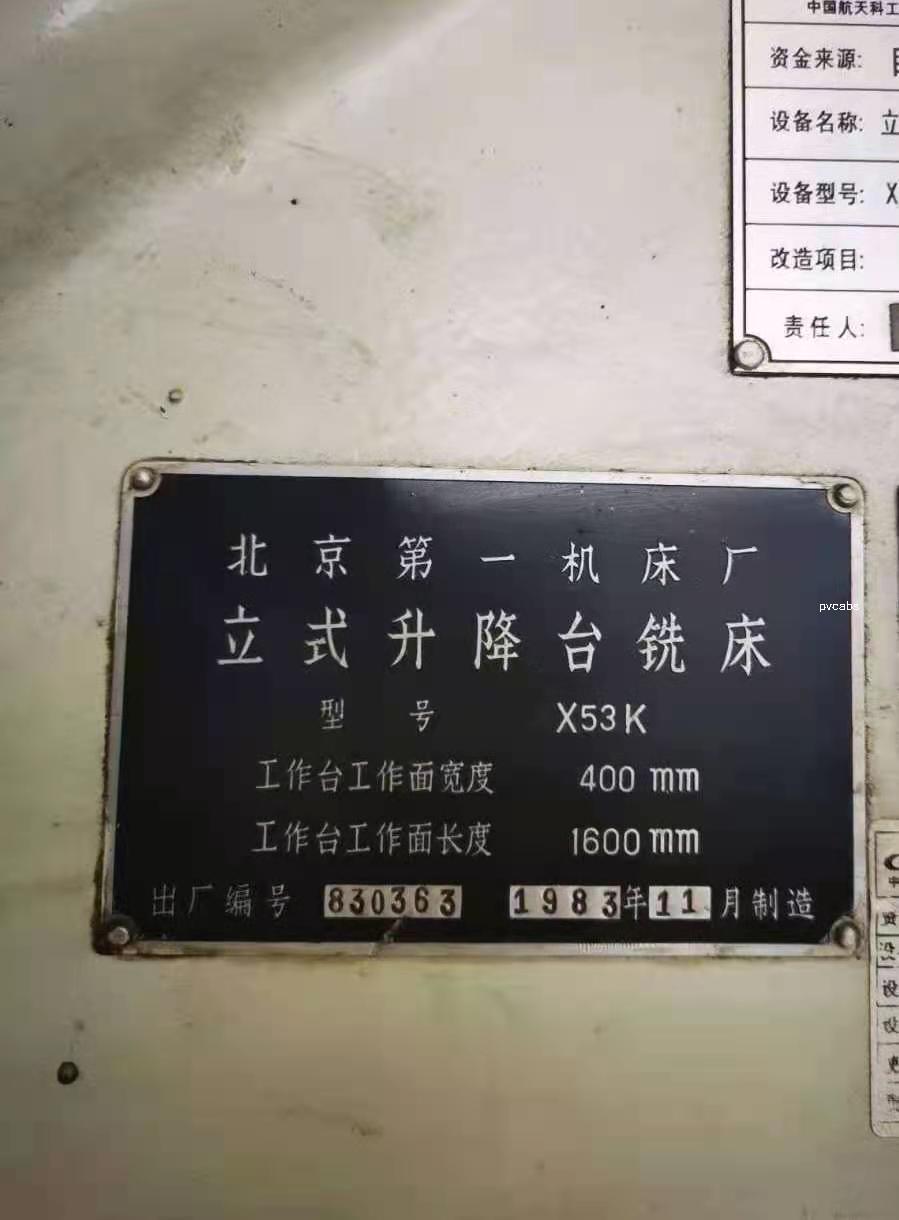 中国航天科工
资金来源:
设备名称: 立
设备型号: X
改造项目:
责任人:
北京第一机床厂
立式升降台铣床
型号 X53K
工作台工作面宽度 400 mm
工作台工作面长度 1600 mm
出厂编号 830363 1983年11月制造
pvcabs